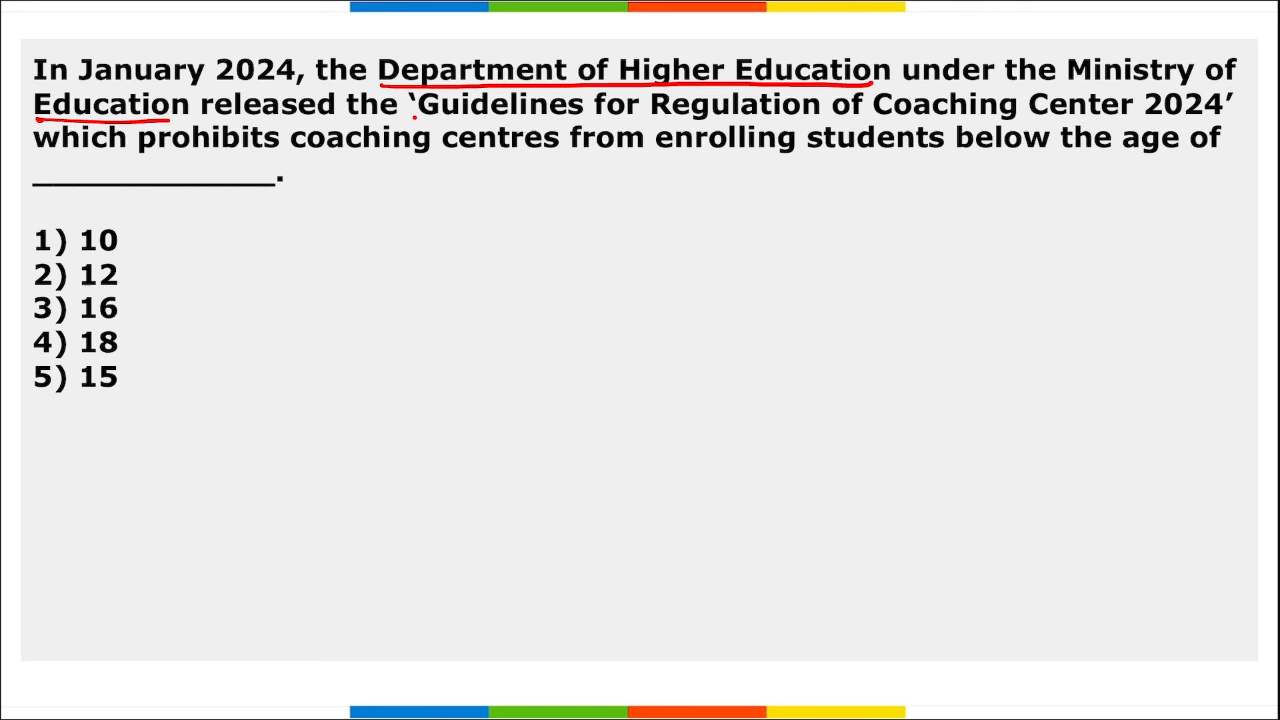 In January 2024, the Department of Higher Education under the Ministry of
Education released the ‘Guidelines for Regulation of Coaching Center 2024’
which prohibits coaching centres from enrolling students below the age of
______________.
1) 10
2) 12
3) 16
4) 18
5) 15